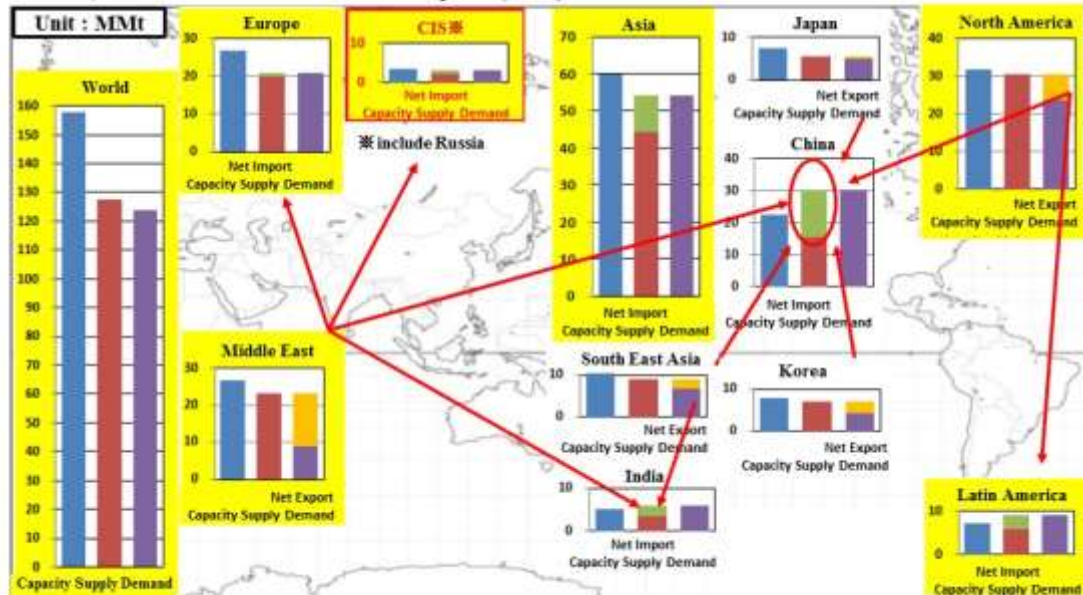 Unit : MMt
World
160
150
140
130
120
110
100
90
80
70
60
50
40
30
20
10
0
Capacity Supply Demand
Europe
30
20
10
0
Net Import
Capacity Supply Demand
CIS※
10
0
Net Import
Capacity Supply Demand
※include Russia
Middle East
30
20
10
0
Net Export
Capacity Supply Demand
Asia
70
60
50
40
30
20
10
0
Net Import
Capacity Supply Demand
Japan
10
0
Net Export
Capacity Supply Demand
China
40
30
20
10
0
Net Import
Capacity Supply Demand
North America
40
30
20
10
0
Net Export
Capacity Supply Demand
South East Asia
10
0
Net Export
Capacity Supply Demand
Korea
10
0
Net Export
Capacity Supply Demand
India
10
0
Net Import
Capacity Supply Demand
Latin America
10
0
Net Import
Capacity Supply Demand